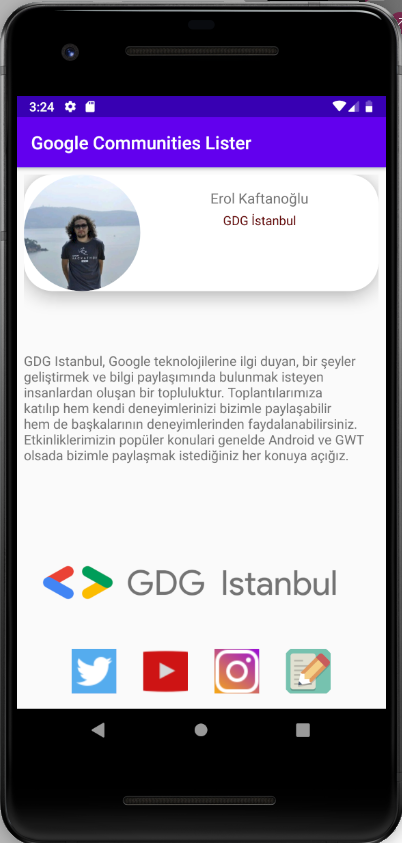 3:24
Google Communities Lister
Erol Kaftanoğlu
GDG İstanbul
GDG Istanbul, Google teknolojilerine ilgi duyan, bir şeyler
geliştirmek ve bilgi paylaşımında bulunmak isteyen
insanlardan oluşan bir topluluktur. Toplantılarımıza
katılıp hem kendi deneyimlerinizi bizimle paylaşabilir
hem de başkalarının deneyimlerinden faydalanabilirsiniz.
Etkinliklerimizin popüler konulari genelde Android ve GWT
olsada bizimle paylaşmak istediğiniz her konuya açığız.
GDG Istanbul